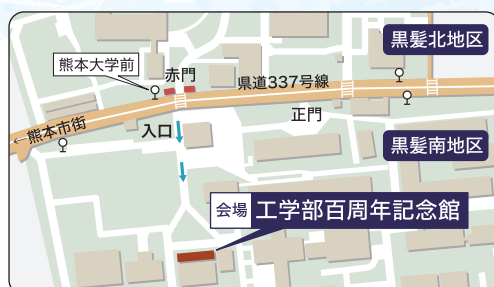 黒髪北地区
熊本大学前
赤門
県道337号線
正門
←熊本市街
入口
黒髪南地区
会場 工学部百周年記念館